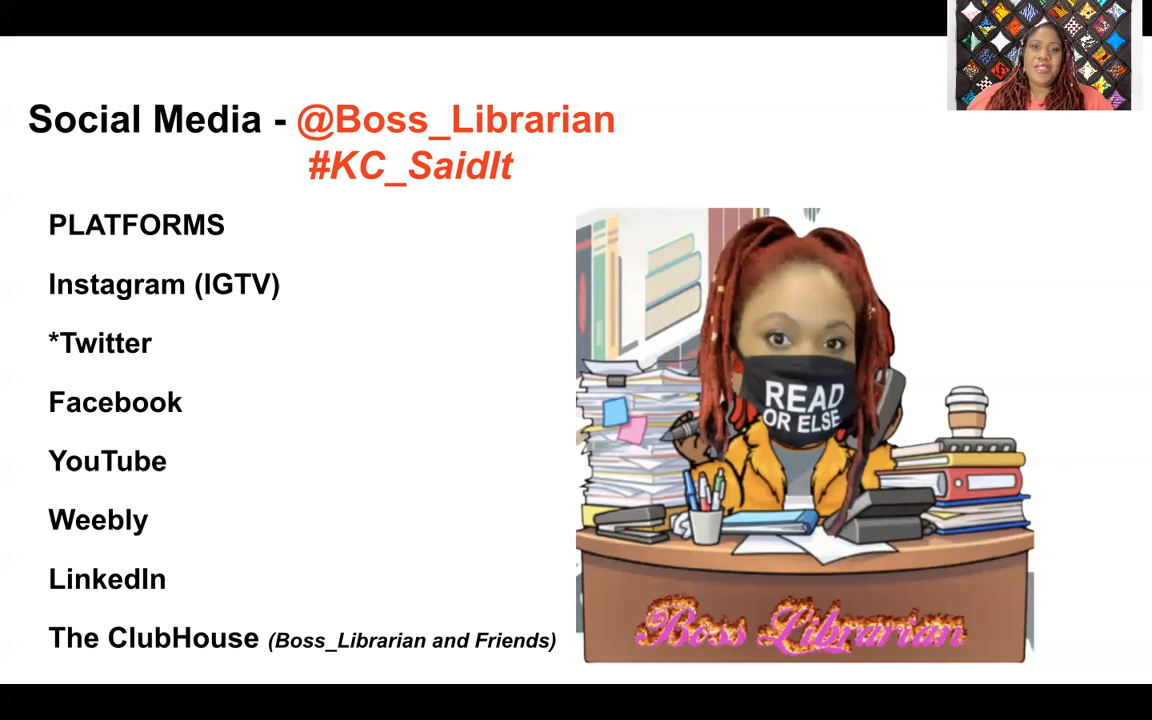 Social Media - @Boss_Librarian
#KC_SaidIt
PLATFORMS
Instagram (IGTV)
*Twitter
Facebook
YouTube
Weebly
LinkedIn
The ClubHouse (Boss_Librarian and Friends)
READ
OR ELSE
Boss Librarian